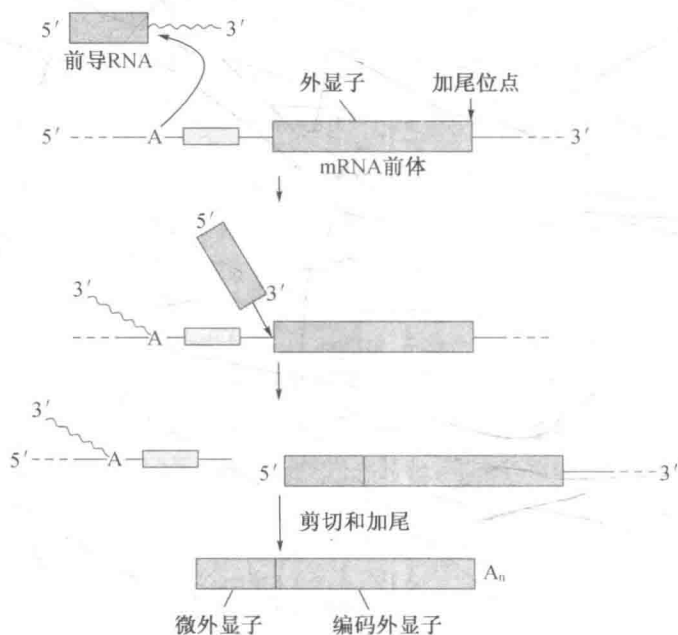 5′ 3′
前导RNA
外显子 加尾位点
5′ A 3′
mRNA前体
5′
3′ 3′
A
3′
5′ A 5′ 3′
剪切和加尾
Aₙ
微外显子 编码外显子